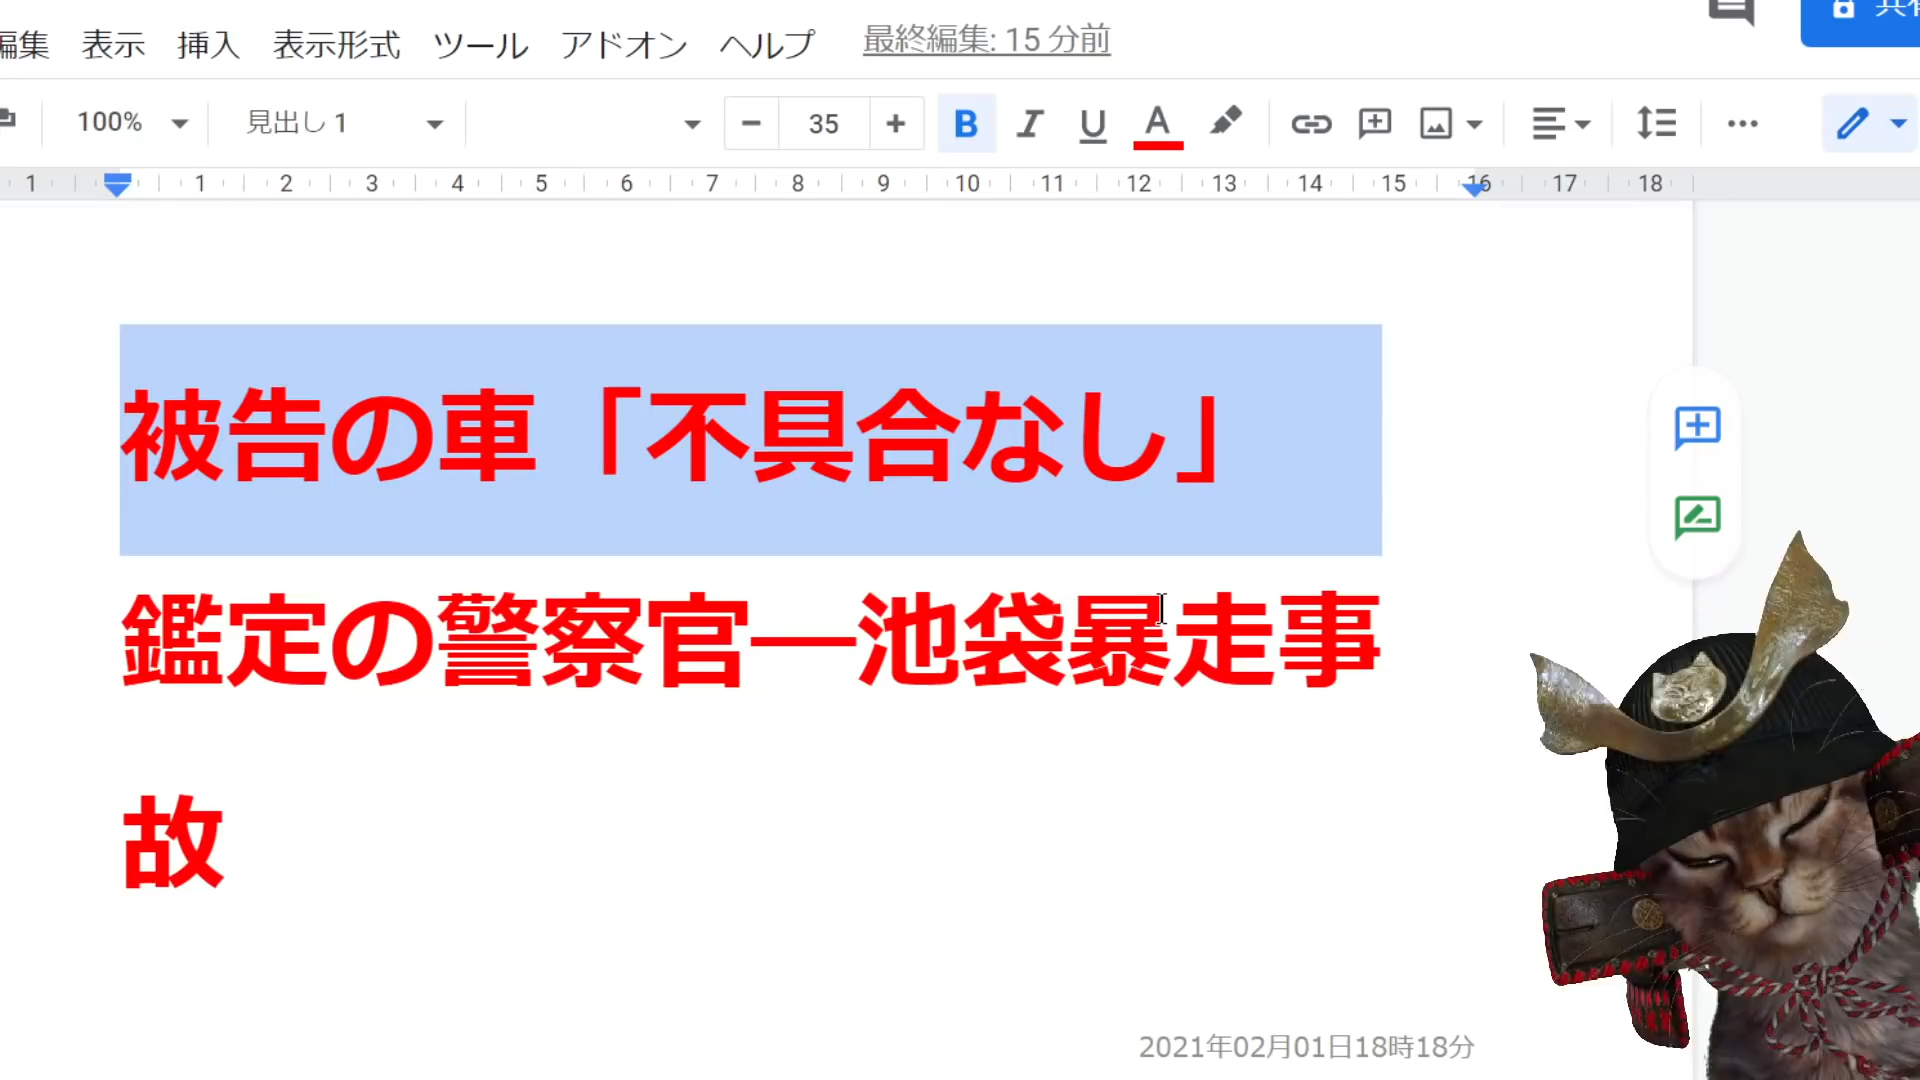 編集 表示 挿入 表示形式 ツール アドオン ヘルプ 最終編集: 15 分前
100% 見出し 1 35 B I U A
1 1 2 3 4 5 6 7 8 9 10 11 12 13 14 15 16 17 18
被告の車「不具合なし」
鑑定の警察官―池袋暴走事
故
2021年02月01日18時18分